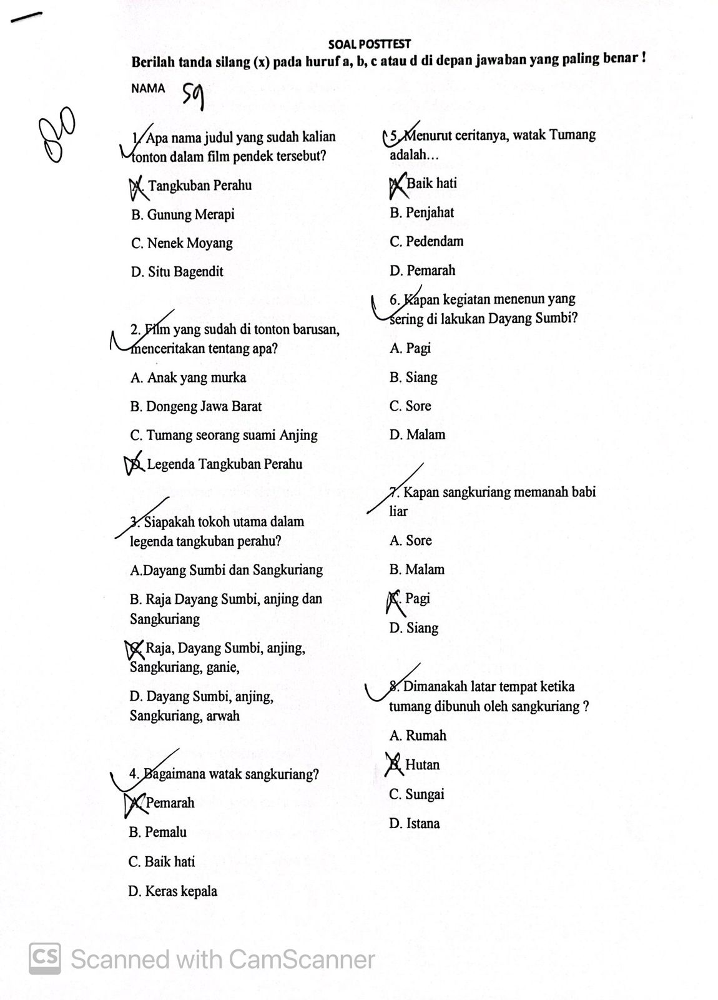 SOAL POSTTEST
Berilah tanda silang (x) pada huruf a, b, c atau d di depan jawaban yang paling benar !
NAMA Sq
80
1. Apa nama judul yang sudah kalian
tonton dalam film pendek tersebut?
A. Tangkuban Perahu
B. Gunung Merapi
C. Nenek Moyang
D. Situ Bagendit
2. Film yang sudah di tonton barusan,
menceritakan tentang apa?
A. Anak yang murka
B. Dongeng Jawa Barat
C. Tumang seorang suami Anjing
D. Legenda Tangkuban Perahu
3. Siapakah tokoh utama dalam
legenda tangkuban perahu?
A.Dayang Sumbi dan Sangkuriang
B. Raja Dayang Sumbi, anjing dan
Sangkuriang
C. Raja, Dayang Sumbi, anjing,
Sangkuriang, ganie,
D. Dayang Sumbi, anjing,
Sangkuriang, arwah
4. Bagaimana watak sangkuriang?
A. Pemarah
B. Pemalu
C. Baik hati
D. Keras kepala
5. Menurut ceritanya, watak Tumang
adalah…
A. Baik hati
B. Penjahat
C. Pedendam
D. Pemarah
6. Kapan kegiatan menenun yang
sering di lakukan Dayang Sumbi?
A. Pagi
B. Siang
C. Sore
D. Malam
7. Kapan sangkuriang memanah babi
liar
A. Sore
B. Malam
C. Pagi
D. Siang
8. Dimanakah latar tempat ketika
tumang dibunuh oleh sangkuriang ?
A. Rumah
B. Hutan
C. Sungai
D. Istana
CS Scanned with CamScanner